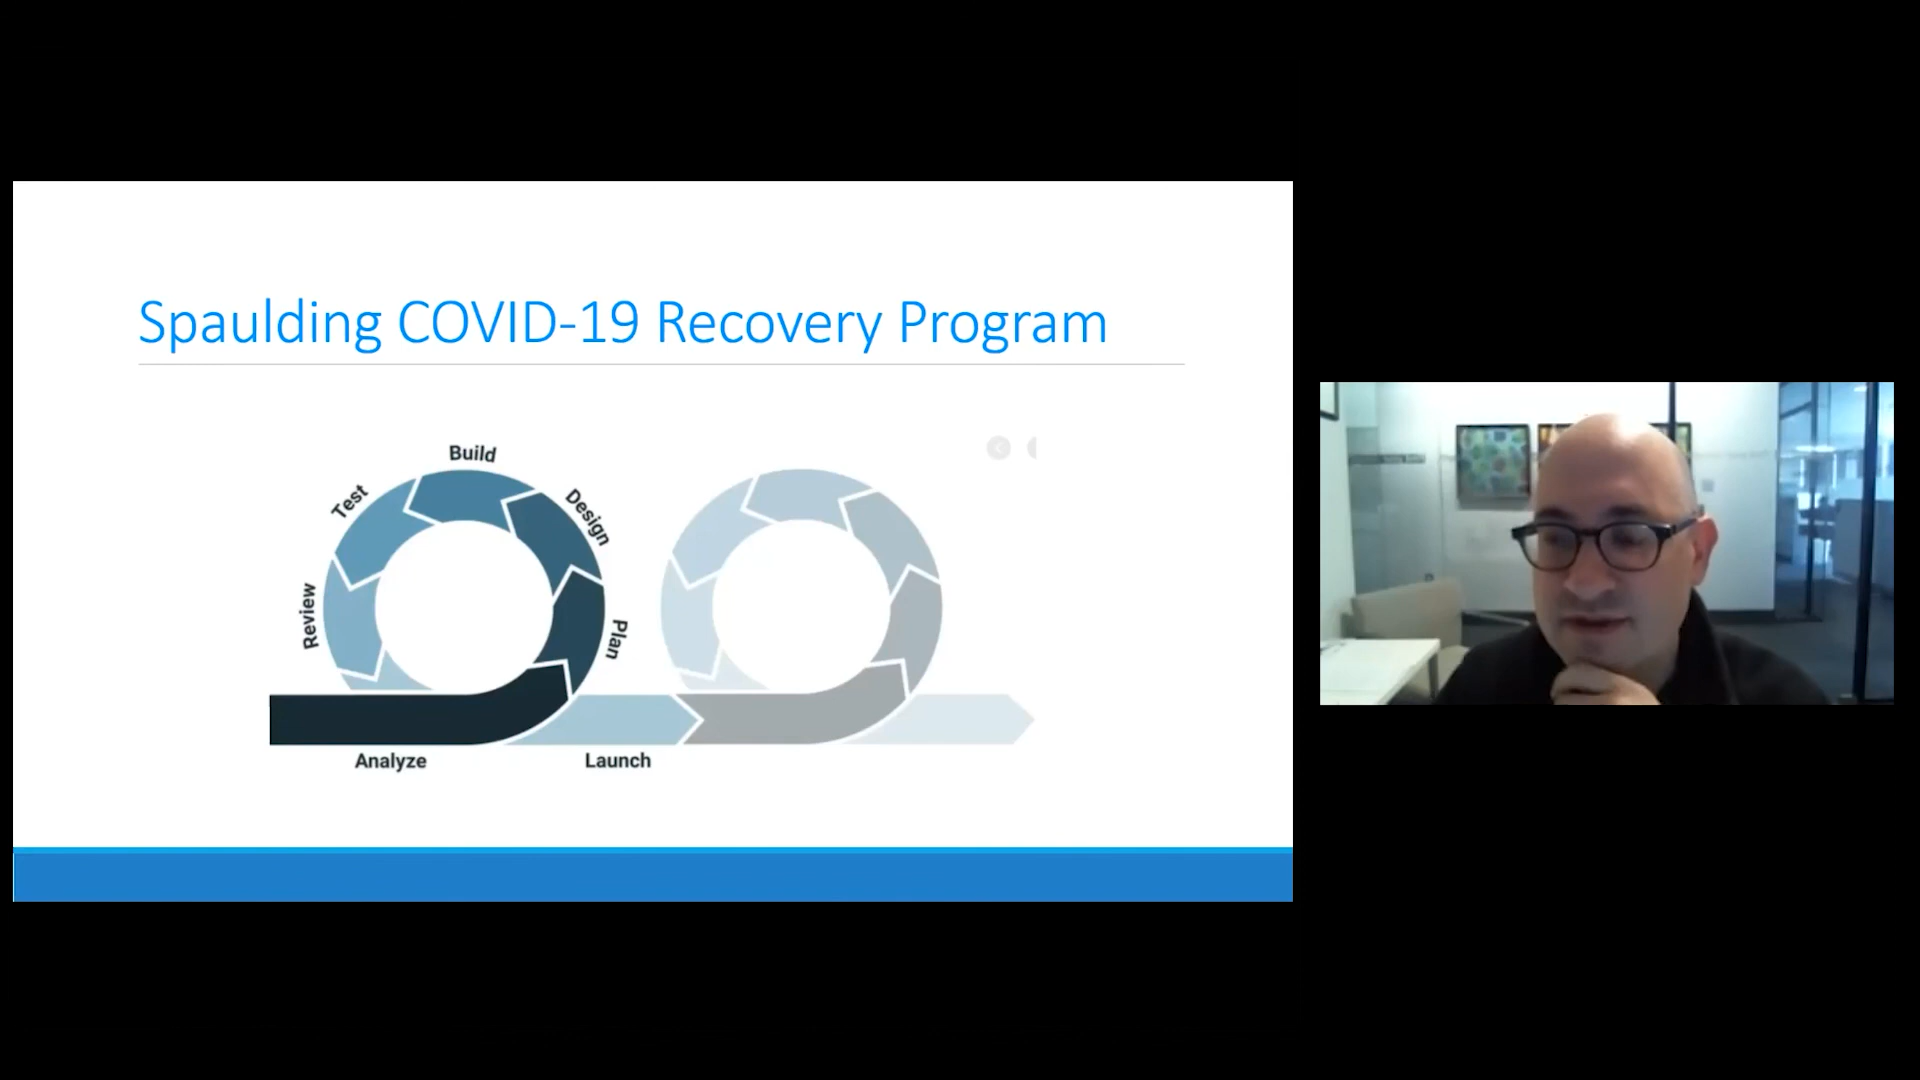 Spaulding COVID-19 Recovery Program
Build
Test
Design
Review
Plan
Analyze
Launch